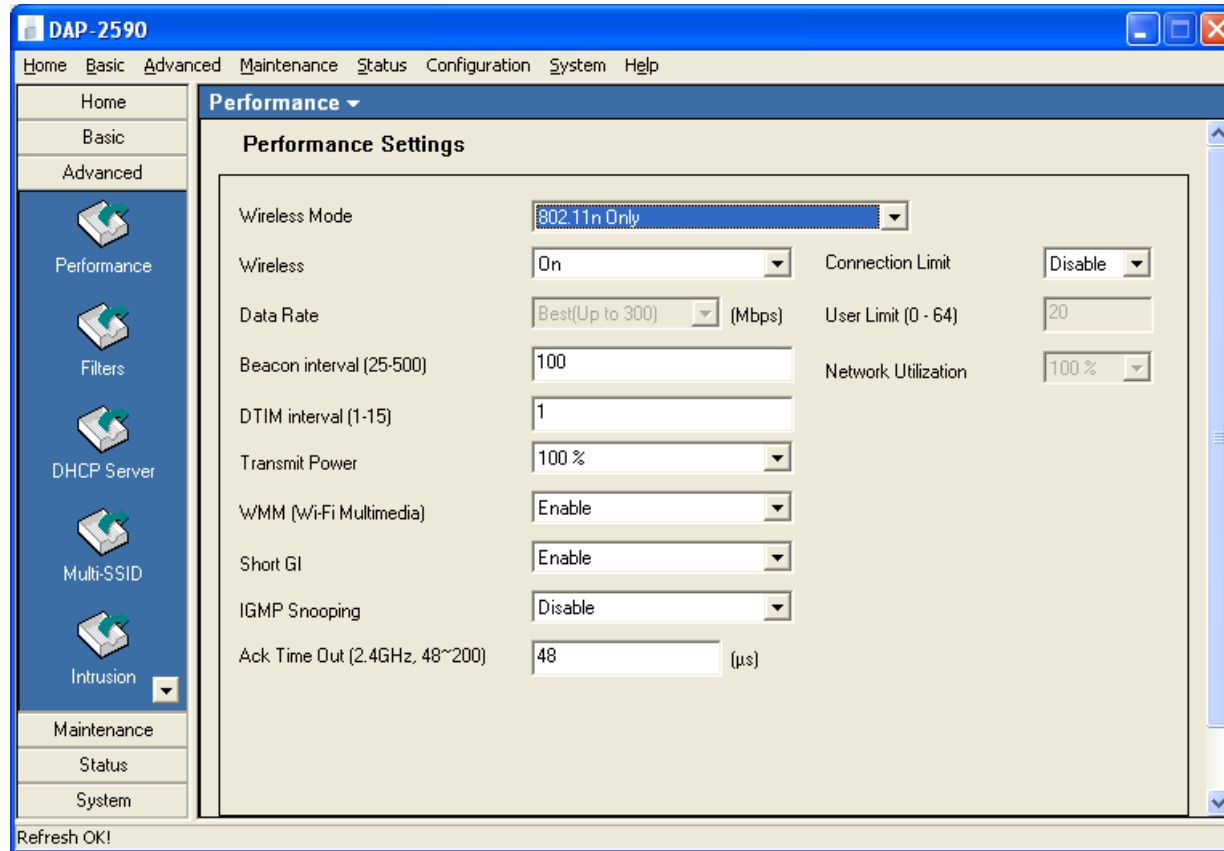 DAP-2590
Home Basic Advanced Maintenance Status Configuration System Help
Home
Basic
Advanced
Performance
Filters
DHCP Server
Multi-SSID
Intrusion
Maintenance
Status
System
Performance
Performance Settings
Wireless Mode 802.11n Only
Wireless On Connection Limit Disable
Data Rate Best(Up to 300) (Mbps) User Limit (0 - 64) 20
Beacon interval (25-500) 100 Network Utilization 100 %
DTIM interval (1-15) 1
Transmit Power 100 %
WMM (Wi-Fi Multimedia) Enable
Short GI Enable
IGMP Snooping Disable
Ack Time Out (2.4GHz, 48~200) 48 (µs)
Refresh OK!